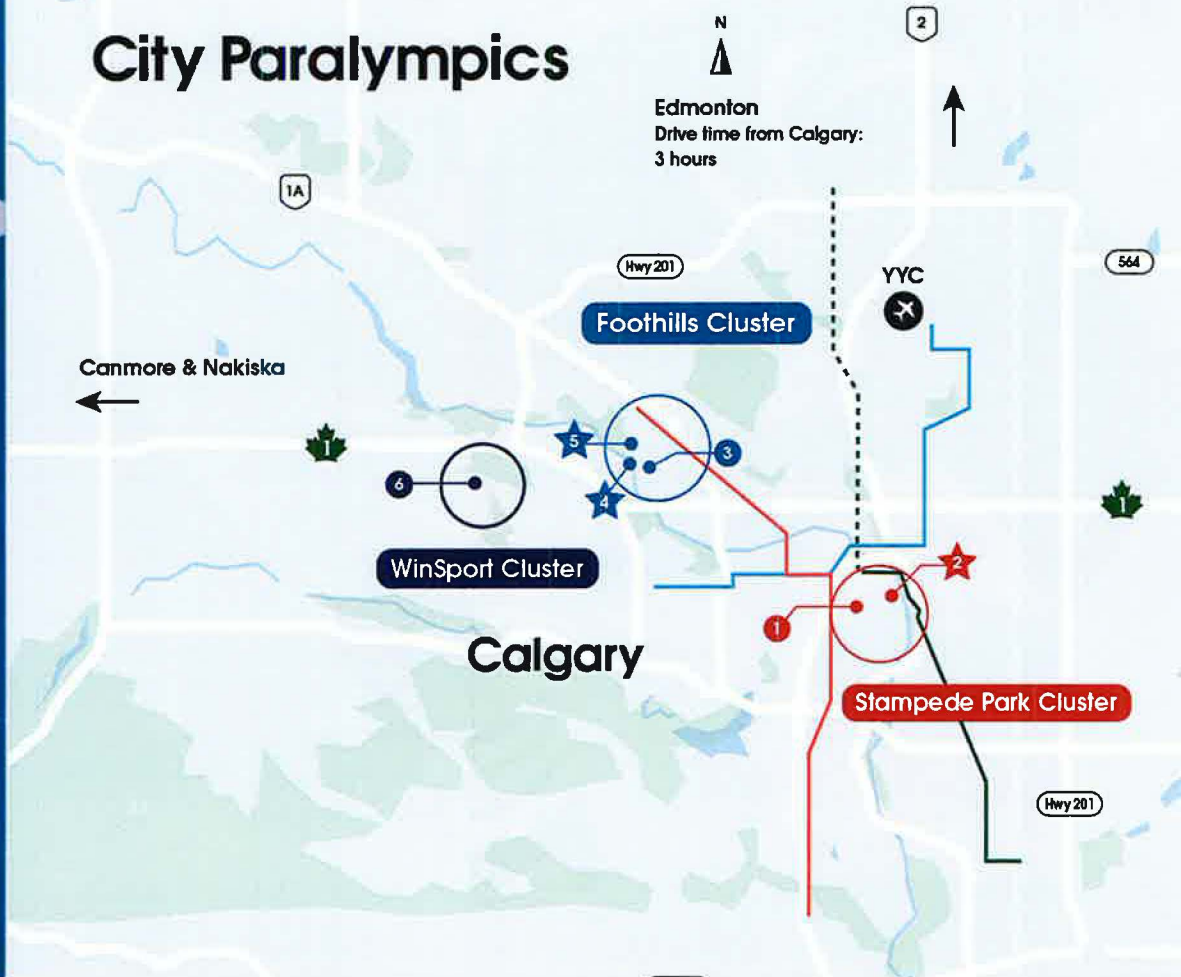 City Paralympics
N
2
Edmonton
Drive time from Calgary:
3 hours
1A
Hwy 201
564
YYC
Foothills Cluster
Canmore & Nakiska
1
5
3
6
4
1
WinSport Cluster
2
1
Calgary
Stampede Park Cluster
Hwy 201